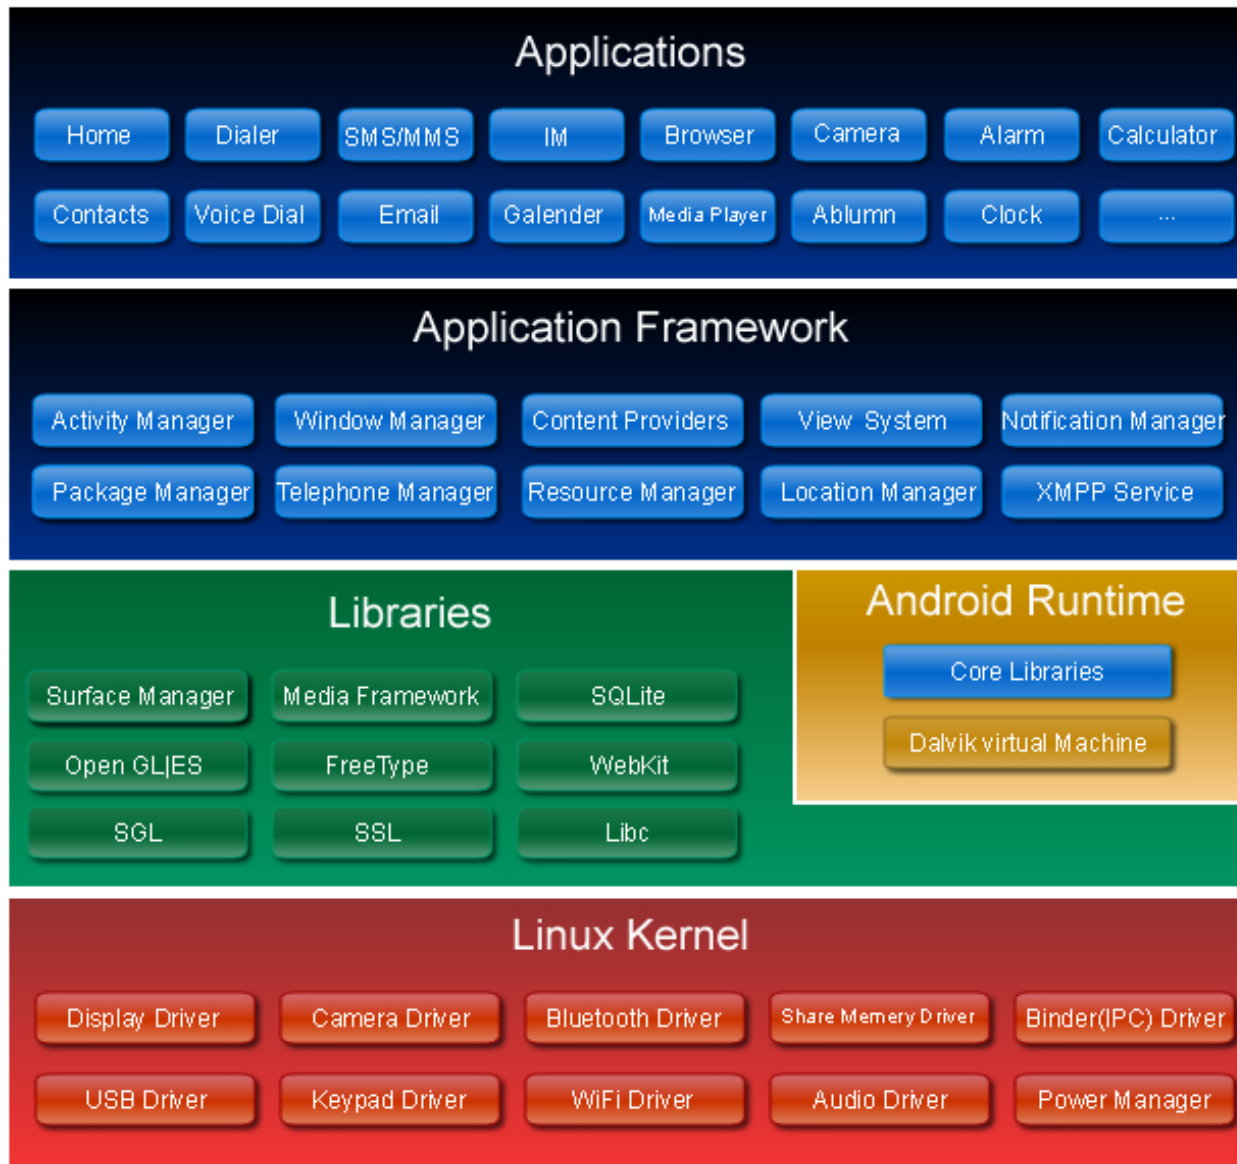 Applications
Home Dialer SMS/MMS IM Browser Camera Alarm Calculator
Contacts Voice Dial Email Galender Media Player Ablumn Clock ...
Application Framework
Activity Manager Window Manager Content Providers View System Notification Manager
Package Manager Telephone Manager Resource Manager Location Manager XMPP Service
Libraries
Surface Manager Media Framework SQLite
Open GL|ES FreeType WebKit
SGL SSL Libc
Android Runtime
Core Libraries
Dalvik virtual Machine
Linux Kernel
Display Driver Camera Driver Bluetooth Driver Share Memery Driver Binder(IPC) Driver
USB Driver Keypad Driver WiFi Driver Audio Driver Power Manager